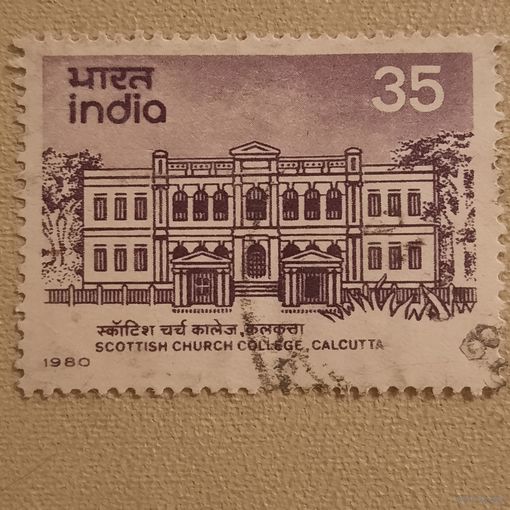 भारत 35
india
स्कॉटिश चर्च कालेज, कलकत्ता
SCOTTISH CHURCH COLLEGE, CALCUTTA
1980